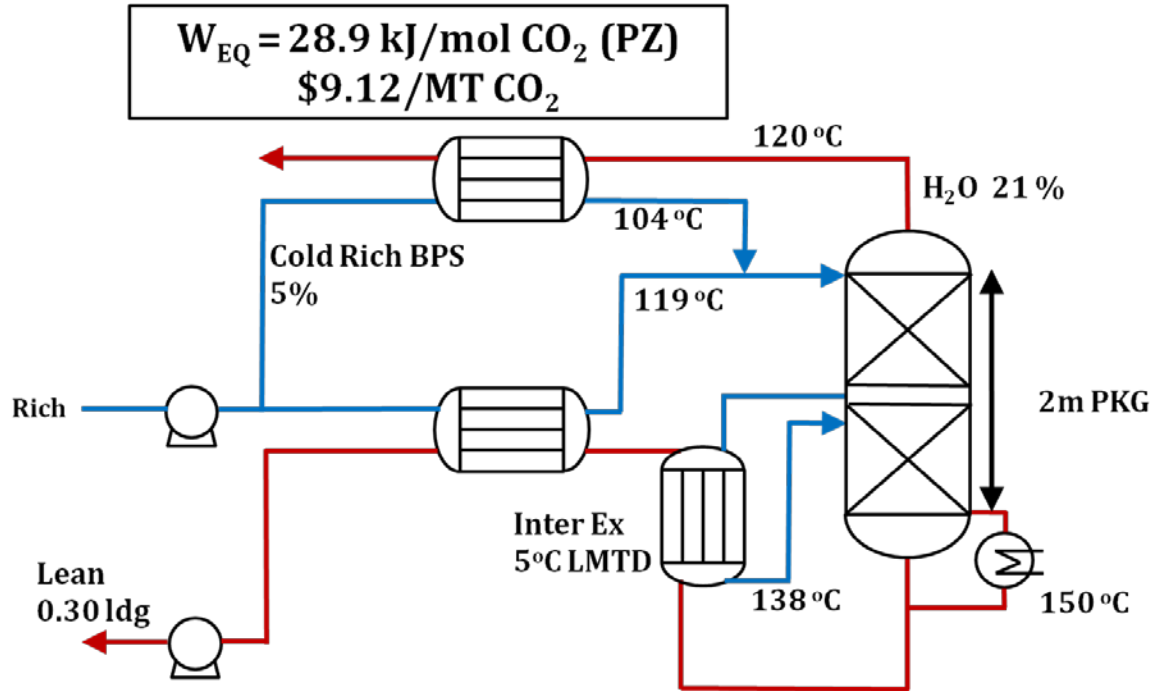 W_EQ = 28.9 kJ/mol CO₂ (PZ)
$9.12/MT CO₂
120 °C
H₂O 21 %
104 °C
Cold Rich BPS
5%
119 °C
Rich
2m PKG
Inter Ex
5°C LMTD
Lean
0.30 ldg
138 °C
150 °C